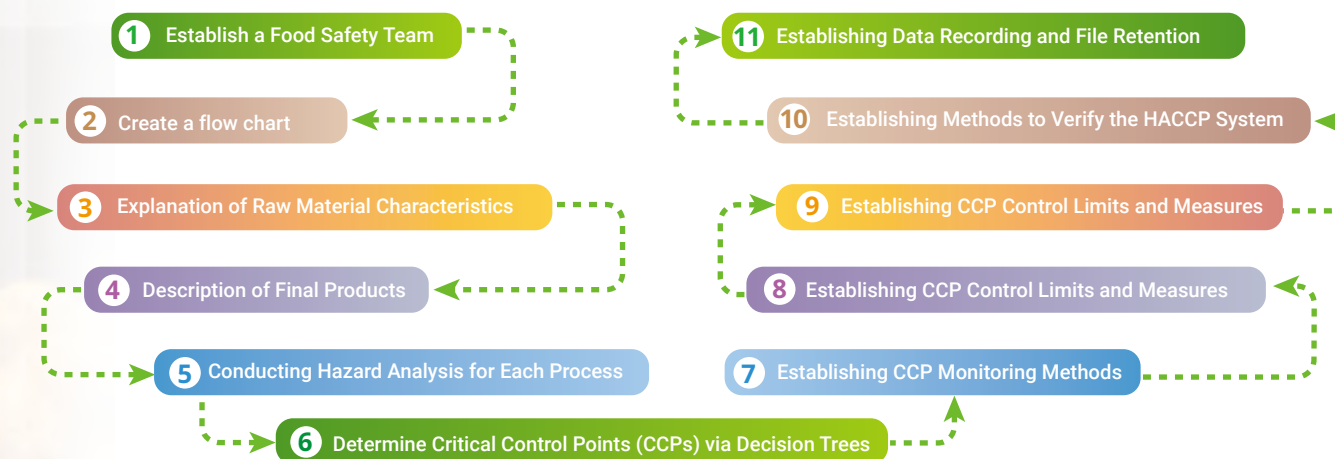 1 Establish a Food Safety Team
2 Create a flow chart
3 Explanation of Raw Material Characteristics
4 Description of Final Products
5 Conducting Hazard Analysis for Each Process
6 Determine Critical Control Points (CCPs) via Decision Trees
7 Establishing CCP Monitoring Methods
8 Establishing CCP Control Limits and Measures
9 Establishing CCP Control Limits and Measures
10 Establishing Methods to Verify the HACCP System
11 Establishing Data Recording and File Retention